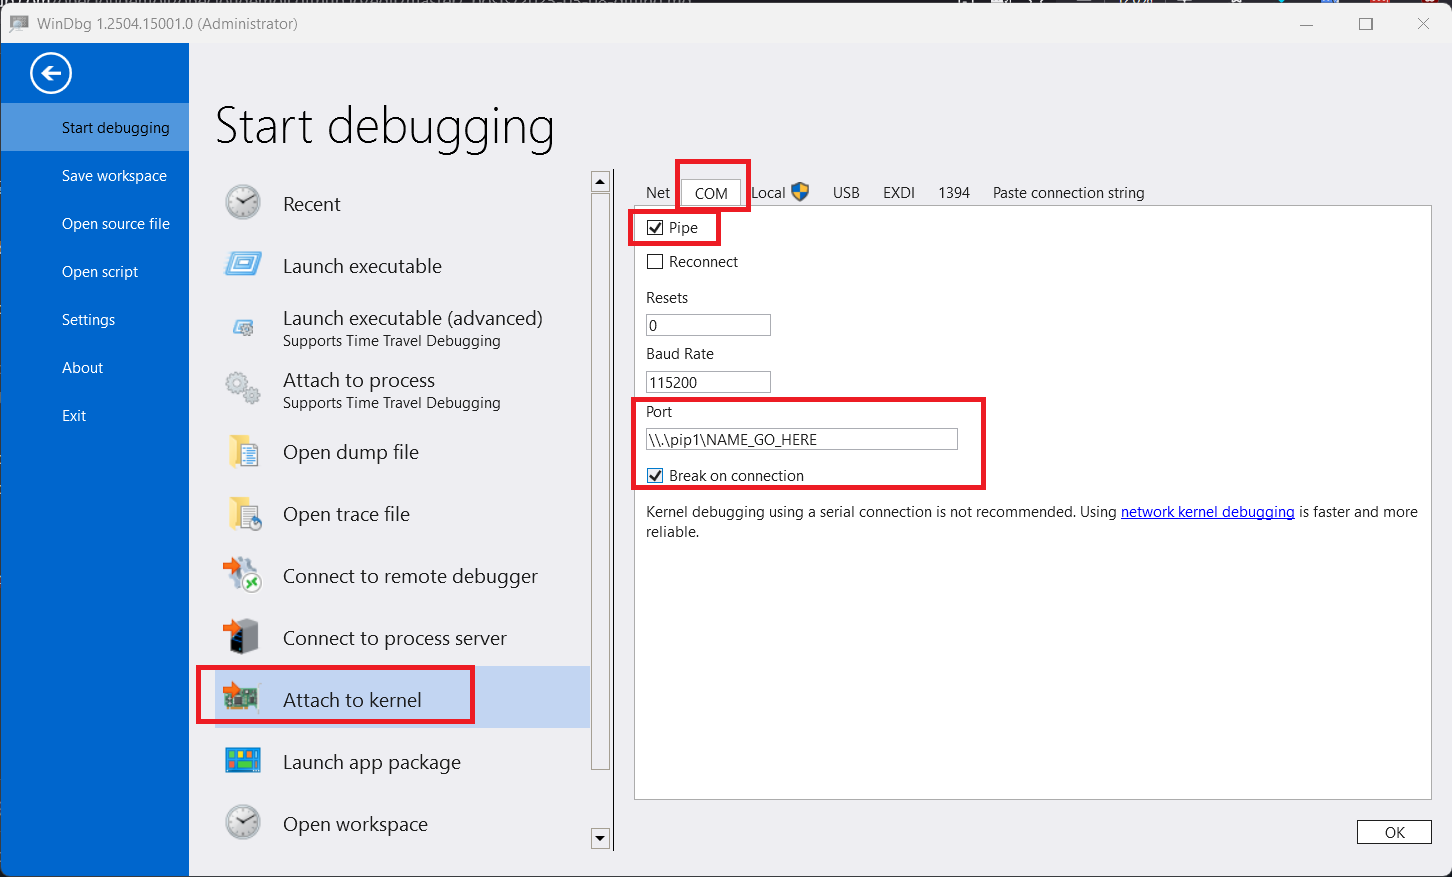 WinDbg 1.2504.15001.0 (Administrator)
Start debugging
Save workspace
Open source file
Open script
Settings
About
Exit
Start debugging
Recent
Launch executable
Launch executable (advanced)
Supports Time Travel Debugging
Attach to process
Supports Time Travel Debugging
Open dump file
Open trace file
Connect to remote debugger
Connect to process server
Attach to kernel
Launch app package
Open workspace
Net COM Local USB EXDI 1394 Paste connection string
Pipe
Reconnect
Resets
0
Baud Rate
115200
Port
\\.\pip1\NAME_GO_HERE
Break on connection
Kernel debugging using a serial connection is not recommended. Using network kernel debugging is faster and more
reliable.
OK